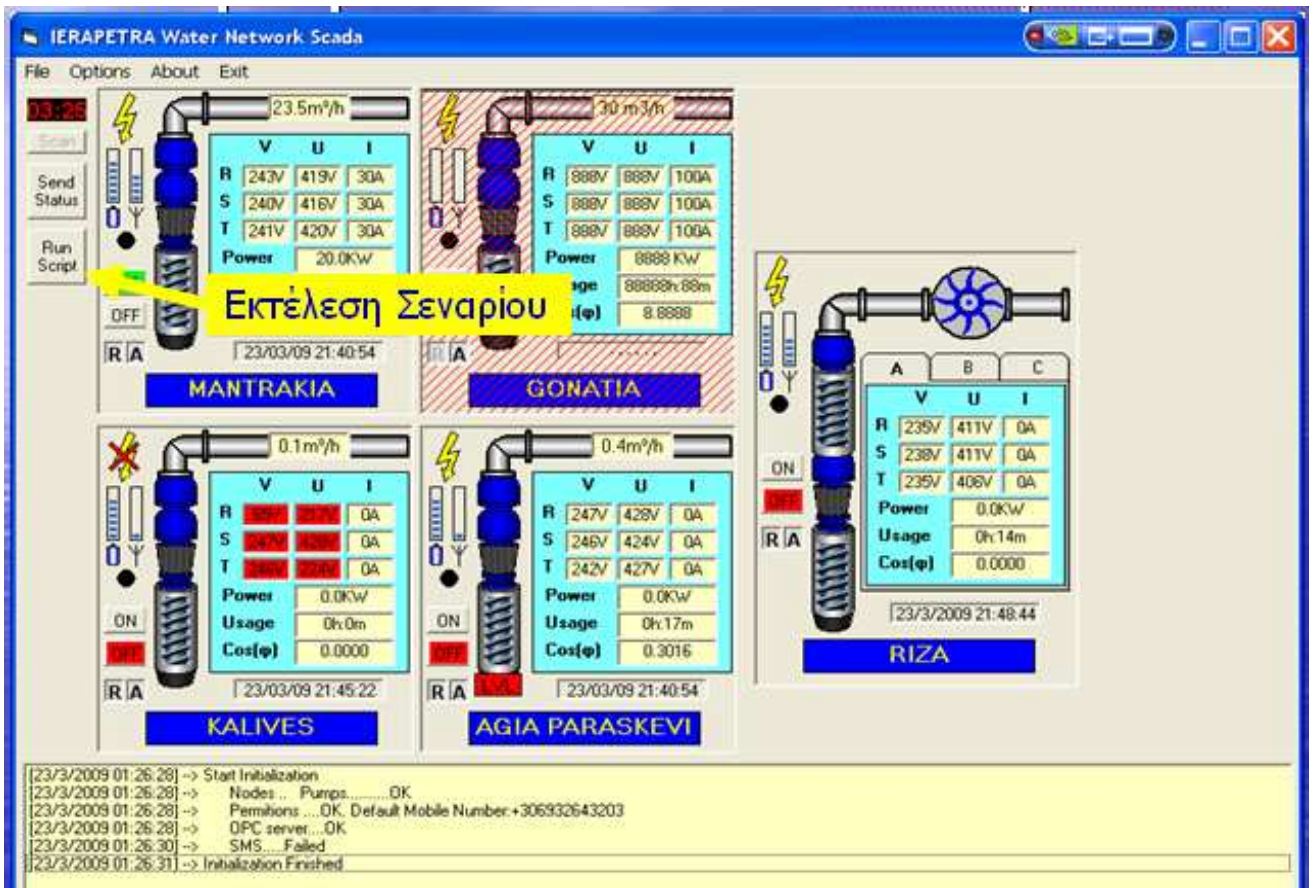 IERAPETRA Water Network Scada
File Options About Exit
03:26
Scan
Send
Status
Run
Script
Εκτέλεση Σεναρίου
23.5m³/h
V U I
R 243V 419V 30A
S 240V 416V 30A
T 241V 420V 30A
Power 20.0KW
OFF
R A
23/03/09 21:40:54
MANTRAKIA
30 m3/h
V U I
R 888V 888V 100A
S 888V 888V 100A
T 888V 888V 100A
Power 8888 KW
88888h:88m
8.8888
R A
GONATIA
0.1m³/h
V U I
R 0A
S 247V 428V 0A
T 246V 224V 0A
Power 0.0KW
ON
Usage 0h:0m
OFF
Cos(φ) 0.0000
R A
23/03/09 21:45:22
KALIVES
0.4m³/h
V U I
R 247V 428V 0A
S 246V 424V 0A
T 242V 427V 0A
Power 0.0KW
ON
Usage 0h:17m
OFF
Cos(φ) 0.3016
R A
LVL
23/03/09 21:40:54
AGIA PARASKEVI
A B C
V U I
R 235V 411V 0A
S 238V 411V 0A
T 235V 406V 0A
ON
OFF
Power 0.0KW
Usage 0h:14m
Cos(φ) 0.0000
R A
23/3/2009 21:48:44
RIZA
[23/3/2009 01:26:28] --> Start Initialization
[23/3/2009 01:26:28] --> Nodes .. Pumps..........OK
[23/3/2009 01:26:28] --> Permitions ....OK. Default Mobile Number:+306932643203
[23/3/2009 01:26:28] --> OPC server....OK
[23/3/2009 01:26:30] --> SMS.....Failed
[23/3/2009 01:26:31] --> Initialization Finished